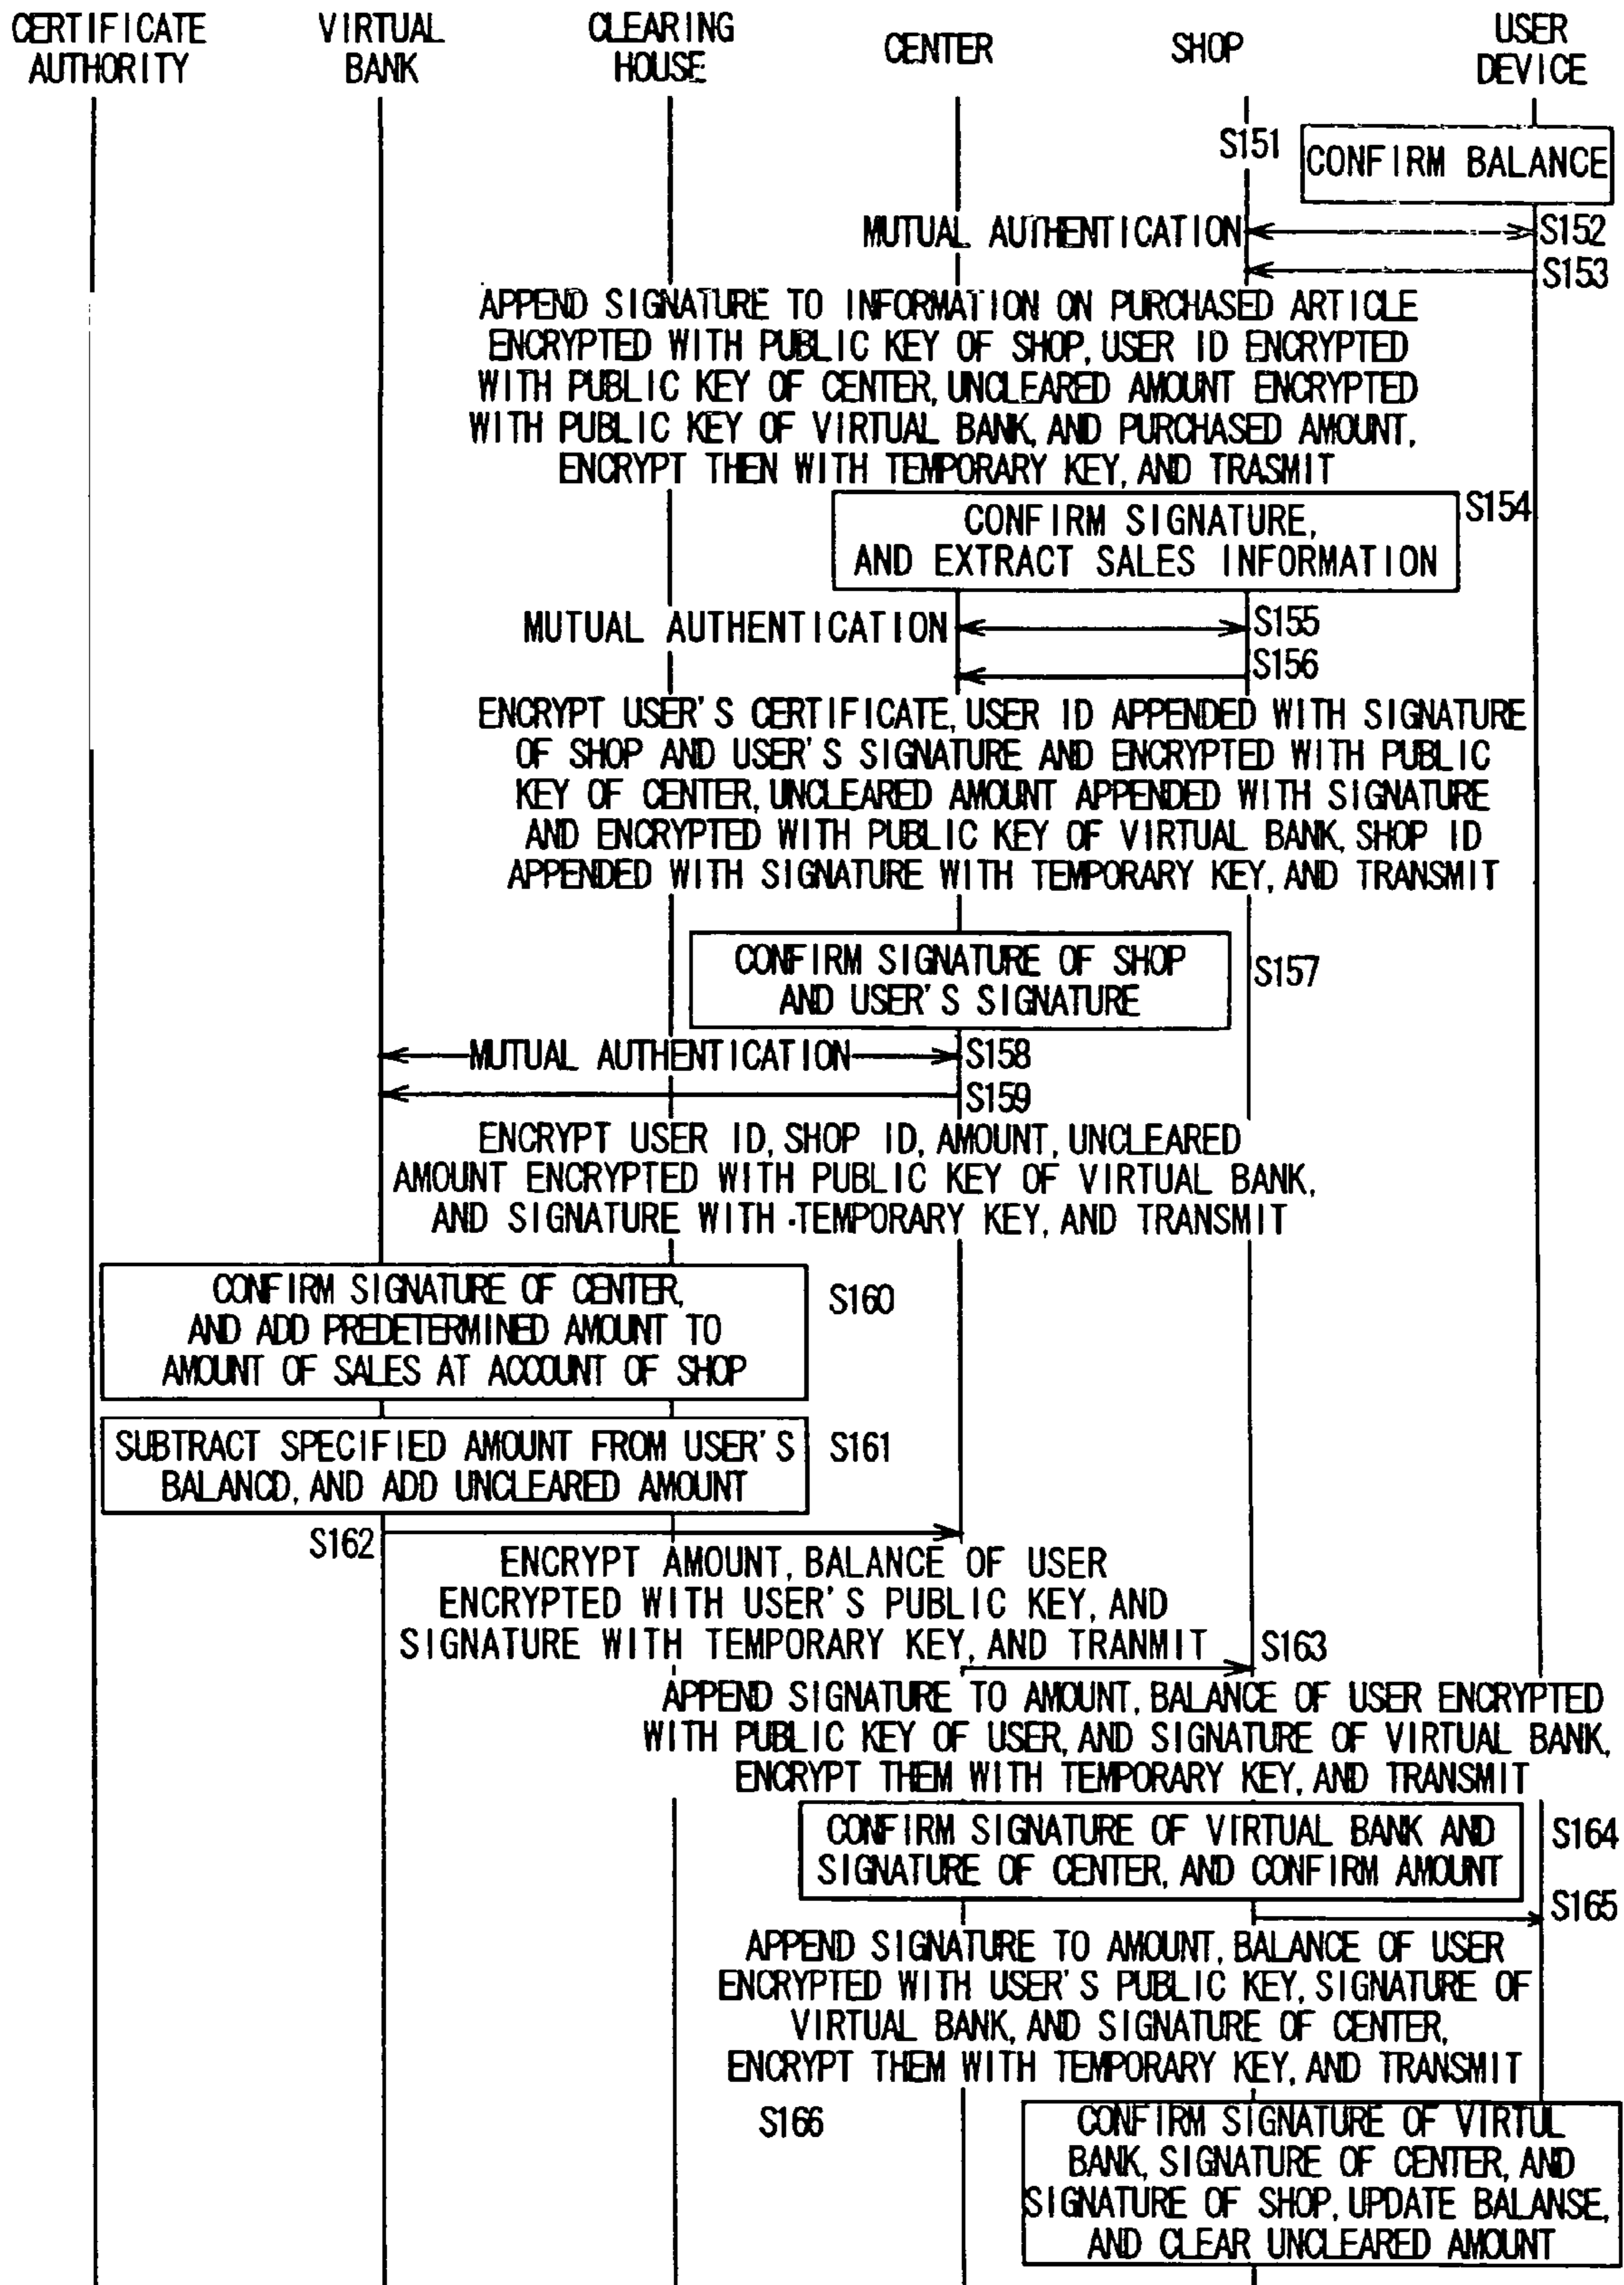 CERTIFICATE
AUTHORITY
VIRTUAL
BANK
CLEARING
HOUSE
CENTER
SHOP
USER
DEVICE
S151
CONFIRM BALANCE
MUTUAL AUTHENTICATION
S152
S153
APPEND SIGNATURE TO INFORMATION ON PURCHASED ARTICLE
ENCRYPTED WITH PUBLIC KEY OF SHOP, USER ID ENCRYPTED
WITH PUBLIC KEY OF CENTER, UNCLEARED AMOUNT ENCRYPTED
WITH PUBLIC KEY OF VIRTUAL BANK, AND PURCHASED AMOUNT,
ENCRYPT THEN WITH TEMPORARY KEY, AND TRASMIT
CONFIRM SIGNATURE,
AND EXTRACT SALES INFORMATION
S154
MUTUAL AUTHENTICATION
S155
S156
ENCRYPT USER'S CERTIFICATE, USER ID APPENDED WITH SIGNATURE
OF SHOP AND USER'S SIGNATURE AND ENCRYPTED WITH PUBLIC
KEY OF CENTER, UNCLEARED AMOUNT APPENDED WITH SIGNATURE
AND ENCRYPTED WITH PUBLIC KEY OF VIRTUAL BANK, SHOP ID
APPENDED WITH SIGNATURE WITH TEMPORARY KEY, AND TRANSMIT
CONFIRM SIGNATURE OF SHOP
AND USER'S SIGNATURE
S157
MUTUAL AUTHENTICATION
S158
S159
ENCRYPT USER ID, SHOP ID, AMOUNT, UNCLEARED
AMOUNT ENCRYPTED WITH PUBLIC KEY OF VIRTUAL BANK,
AND SIGNATURE WITH TEMPORARY KEY, AND TRANSMIT
CONFIRM SIGNATURE OF CENTER,
AND ADD PREDETERMINED AMOUNT TO
AMOUNT OF SALES AT ACCOUNT OF SHOP
S160
SUBTRACT SPECIFIED AMOUNT FROM USER'S
BALANCD, AND ADD UNCLEARED AMOUNT
S161
S162
ENCRYPT AMOUNT, BALANCE OF USER
ENCRYPTED WITH USER'S PUBLIC KEY, AND
SIGNATURE WITH TEMPORARY KEY, AND TRANMIT
S163
APPEND SIGNATURE TO AMOUNT, BALANCE OF USER ENCRYPTED
WITH PUBLIC KEY OF USER, AND SIGNATURE OF VIRTUAL BANK,
ENCRYPT THEM WITH TEMPORARY KEY, AND TRANSMIT
CONFIRM SIGNATURE OF VIRTUAL BANK AND
SIGNATURE OF CENTER, AND CONFIRM AMOUNT
S164
S165
APPEND SIGNATURE TO AMOUNT, BALANCE OF USER
ENCRYPTED WITH USER'S PUBLIC KEY, SIGNATURE OF
VIRTUAL BANK, AND SIGNATURE OF CENTER,
ENCRYPT THEM WITH TEMPORARY KEY, AND TRANSMIT
S166
CONFIRM SIGNATURE OF VIRTUL
BANK, SIGNATURE OF CENTER, AND
SIGNATURE OF SHOP, UPDATE BALANSE,
AND CLEAR UNCLEARED AMOUNT